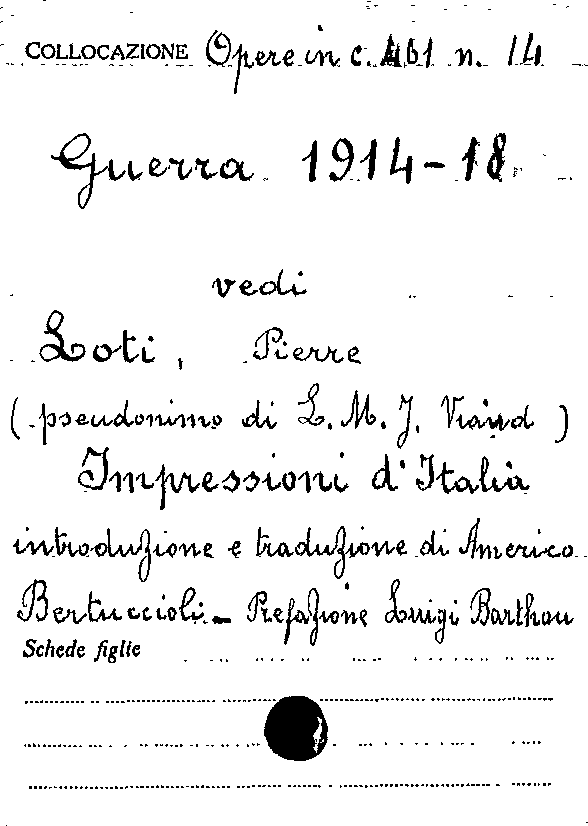 COLLOCAZIONE Opere in c. 461 n. 14
Guerra 1914-18
vedi
Loti, Pierre
(pseudonimo di L. M. J. Viaud)
Impressioni d'Italia
introduzione e traduzione di Americo
Bertuccioli - Prefazione Luigi Barthou
Schede figlie